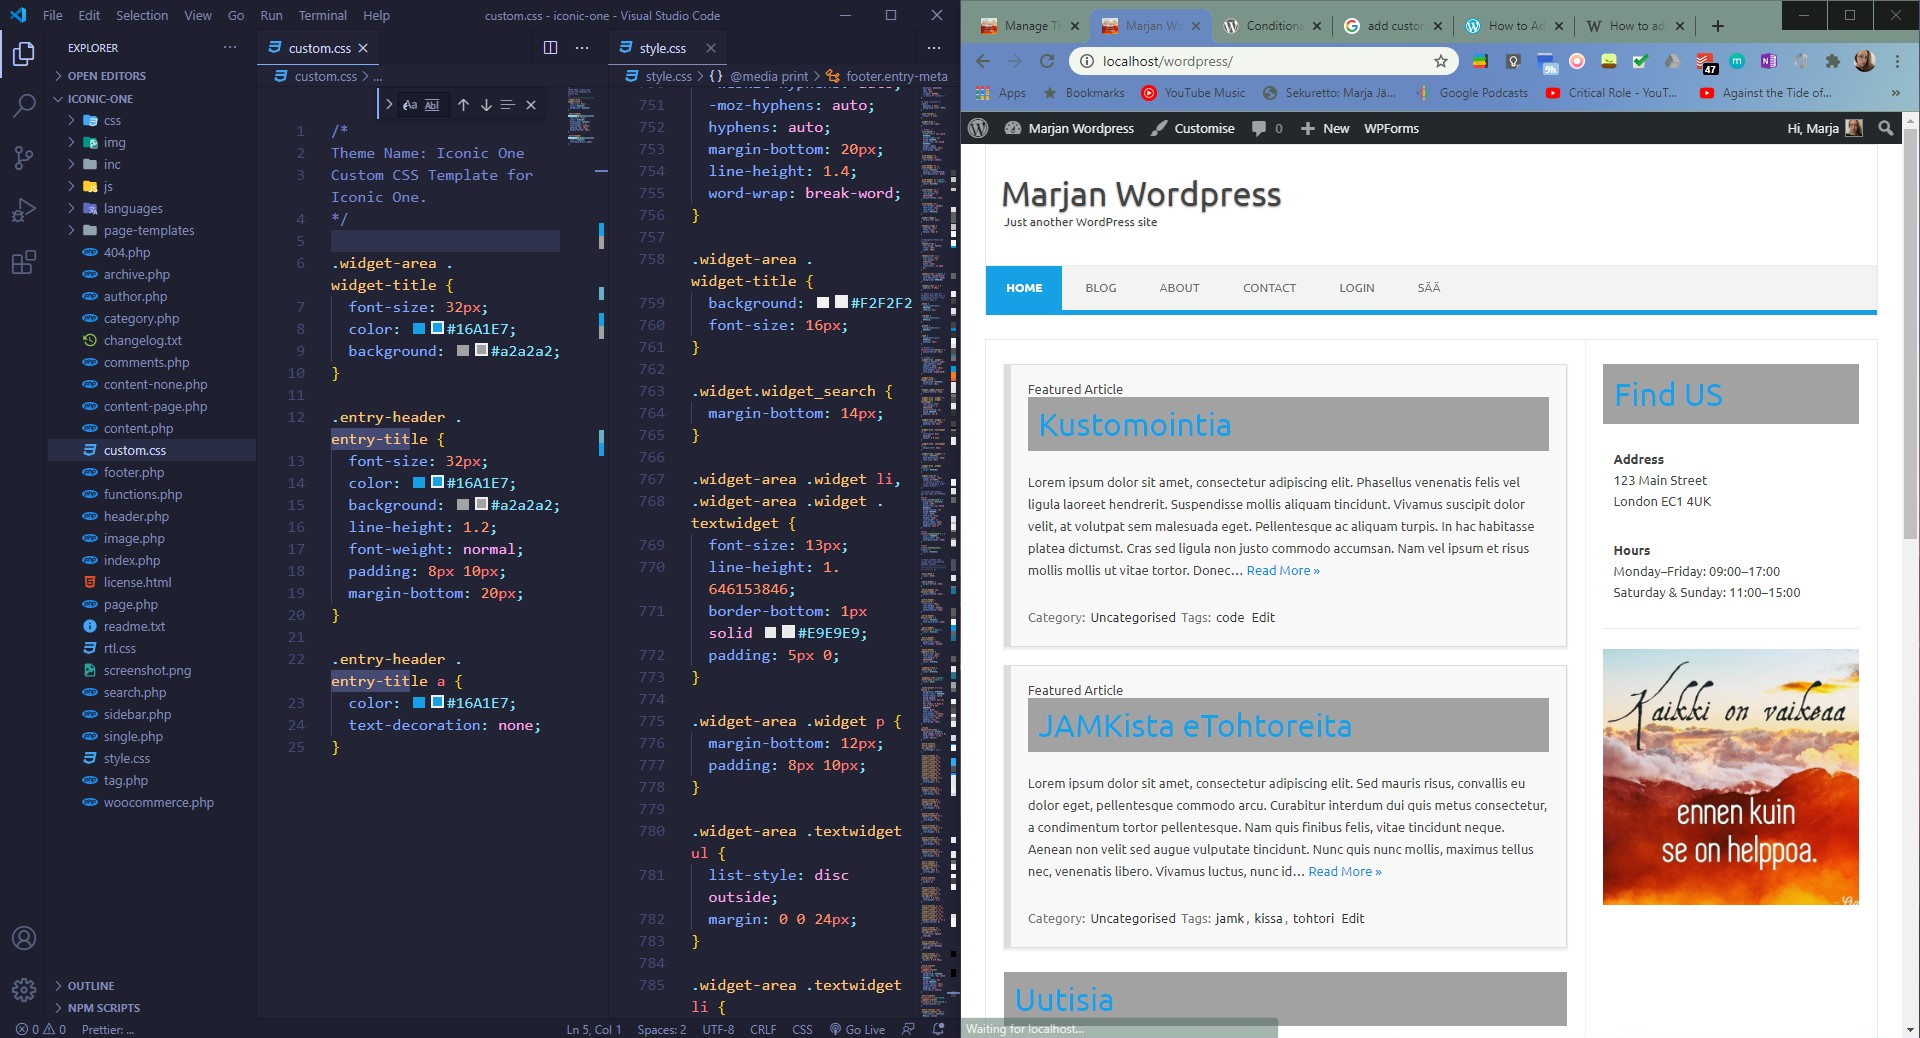 File Edit Selection View Go Run Terminal Help custom.css - iconic-one - Visual Studio Code
EXPLORER
OPEN EDITORS
ICONIC-ONE
css
img
inc
js
languages
page-templates
404.php
archive.php
author.php
category.php
changelog.txt
comments.php
content-none.php
content-page.php
content.php
custom.css
footer.php
functions.php
header.php
image.php
index.php
license.html
page.php
readme.txt
rtl.css
screenshot.png
search.php
sidebar.php
single.php
style.css
tag.php
woocommerce.php
OUTLINE
NPM SCRIPTS
custom.css
custom.css > ...
Aa Abl
1 /*
2 Theme Name: Iconic One
3 Custom CSS Template for
Iconic One.
4 */
5
6 .widget-area .
widget-title {
7 font-size: 32px;
8 color: #16A1E7;
9 background: #a2a2a2;
10 }
11
12 .entry-header .
entry-title {
13 font-size: 32px;
14 color: #16A1E7;
15 background: #a2a2a2;
16 line-height: 1.2;
17 font-weight: normal;
18 padding: 8px 10px;
19 margin-bottom: 20px;
20 }
21
22 .entry-header .
entry-title a {
23 color: #16A1E7;
24 text-decoration: none;
25 }
style.css
style.css > {} @media print > footer.entry-meta
751 -moz-hyphens: auto;
752 hyphens: auto;
753 margin-bottom: 20px;
754 line-height: 1.4;
755 word-wrap: break-word;
756 }
757
758 .widget-area .
widget-title {
759 background: #F2F2F2
760 font-size: 16px;
761 }
762
763 .widget.widget_search {
764 margin-bottom: 14px;
765 }
766
767 .widget-area .widget li,
768 .widget-area .widget .
textwidget {
769 font-size: 13px;
770 line-height: 1.
646153846;
771 border-bottom: 1px
solid #E9E9E9;
772 padding: 5px 0;
773 }
774
775 .widget-area .widget p {
776 margin-bottom: 12px;
777 padding: 8px 10px;
778 }
779
780 .widget-area .textwidget
ul {
781 list-style: disc
outside;
782 margin: 0 0 24px;
783 }
784
785 .widget-area .textwidget
li {
0 0 Prettier: ... Ln 5, Col 1 Spaces: 2 UTF-8 CRLF CSS Go Live
Manage Th Marjan Wo Conditiona add custor How to Ad How to ad
localhost/wordpress/
9h 47
Apps Bookmarks YouTube Music Sekuretto: Marja Jä... Google Podcasts Critical Role - YouT... Against the Tide of... »
Marjan Wordpress Customise 0 New WPForms Hi, Marja
Marjan Wordpress
Just another WordPress site
HOME BLOG ABOUT CONTACT LOGIN SÄÄ
Featured Article
Kustomointia
Lorem ipsum dolor sit amet, consectetur adipiscing elit. Phasellus venenatis felis vel
ligula laoreet hendrerit. Suspendisse mollis aliquam tincidunt. Vivamus suscipit dolor
velit, at volutpat sem malesuada eget. Pellentesque ac aliquam turpis. In hac habitasse
platea dictumst. Cras sed ligula non justo commodo accumsan. Nam vel ipsum et risus
mollis mollis ut vitae tortor. Donec… Read More »
Category: Uncategorised Tags: code Edit
Featured Article
JAMKista eTohtoreita
Lorem ipsum dolor sit amet, consectetur adipiscing elit. Sed mauris risus, convallis eu
dolor eget, pellentesque commodo arcu. Curabitur interdum dui quis metus consectetur,
a condimentum tortor pellentesque. Nam quis finibus felis, vitae tincidunt neque.
Aenean non velit sed augue vulputate tincidunt. Nunc quis nunc mollis, maximus tellus
nec, venenatis libero. Vivamus luctus, nunc id… Read More »
Category: Uncategorised Tags: jamk, kissa, tohtori Edit
Uutisia
Find US
Address
123 Main Street
London EC1 4UK
Hours
Monday–Friday: 09:00–17:00
Saturday & Sunday: 11:00–15:00
Kaikki on vaikeaa
ennen kuin
se on helppoa.
Waiting for localhost...